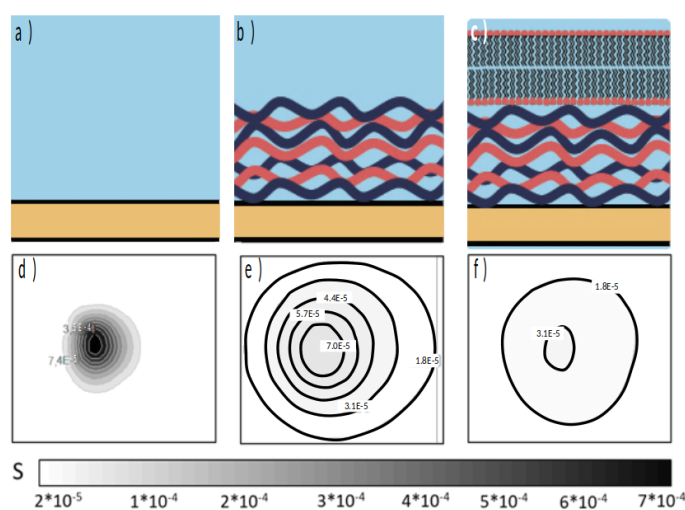 a )
b )
c )
d )
e )
f )
7,4E-5
4.4E-5
5.7E-5
7.0E-5
1.8E-5
3.1E-5
1.8E-5
3.1E-5
S
2*10-5 1*10-4 2*10-4 3*10-4 4*10-4 5*10-4 6*10-4 7*10-4